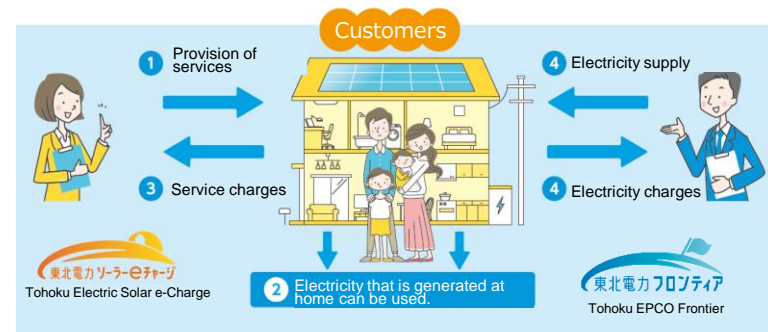 Customers
1
Provision of
services
4 Electricity supply
3 Service charges
4 Electricity charges
東北電力 ソーラーeチャージ
Tohoku Electric Solar e-Charge
2 Electricity that is generated at
home can be used.
東北電力 フロンティア
Tohoku EPCO Frontier